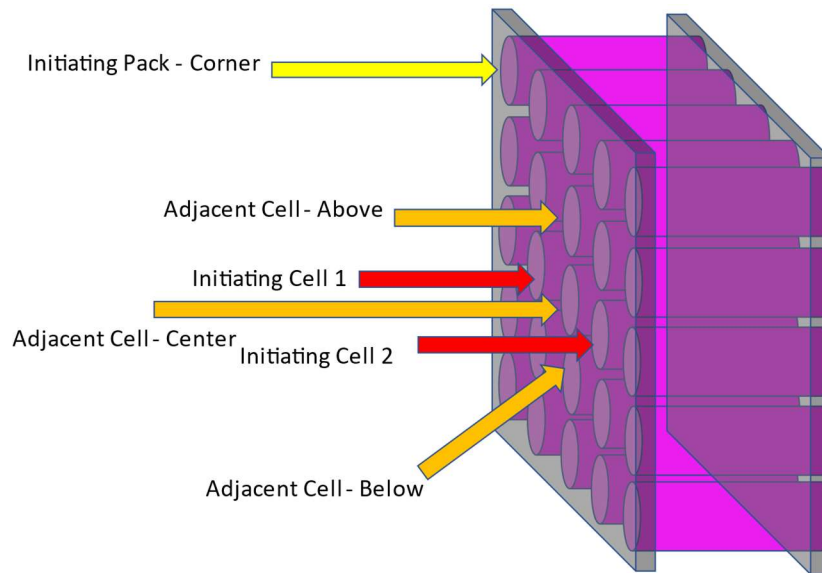 Initiating Pack - Corner
Adjacent Cell - Above
Initiating Cell 1
Adjacent Cell - Center
Initiating Cell 2
Adjacent Cell - Below